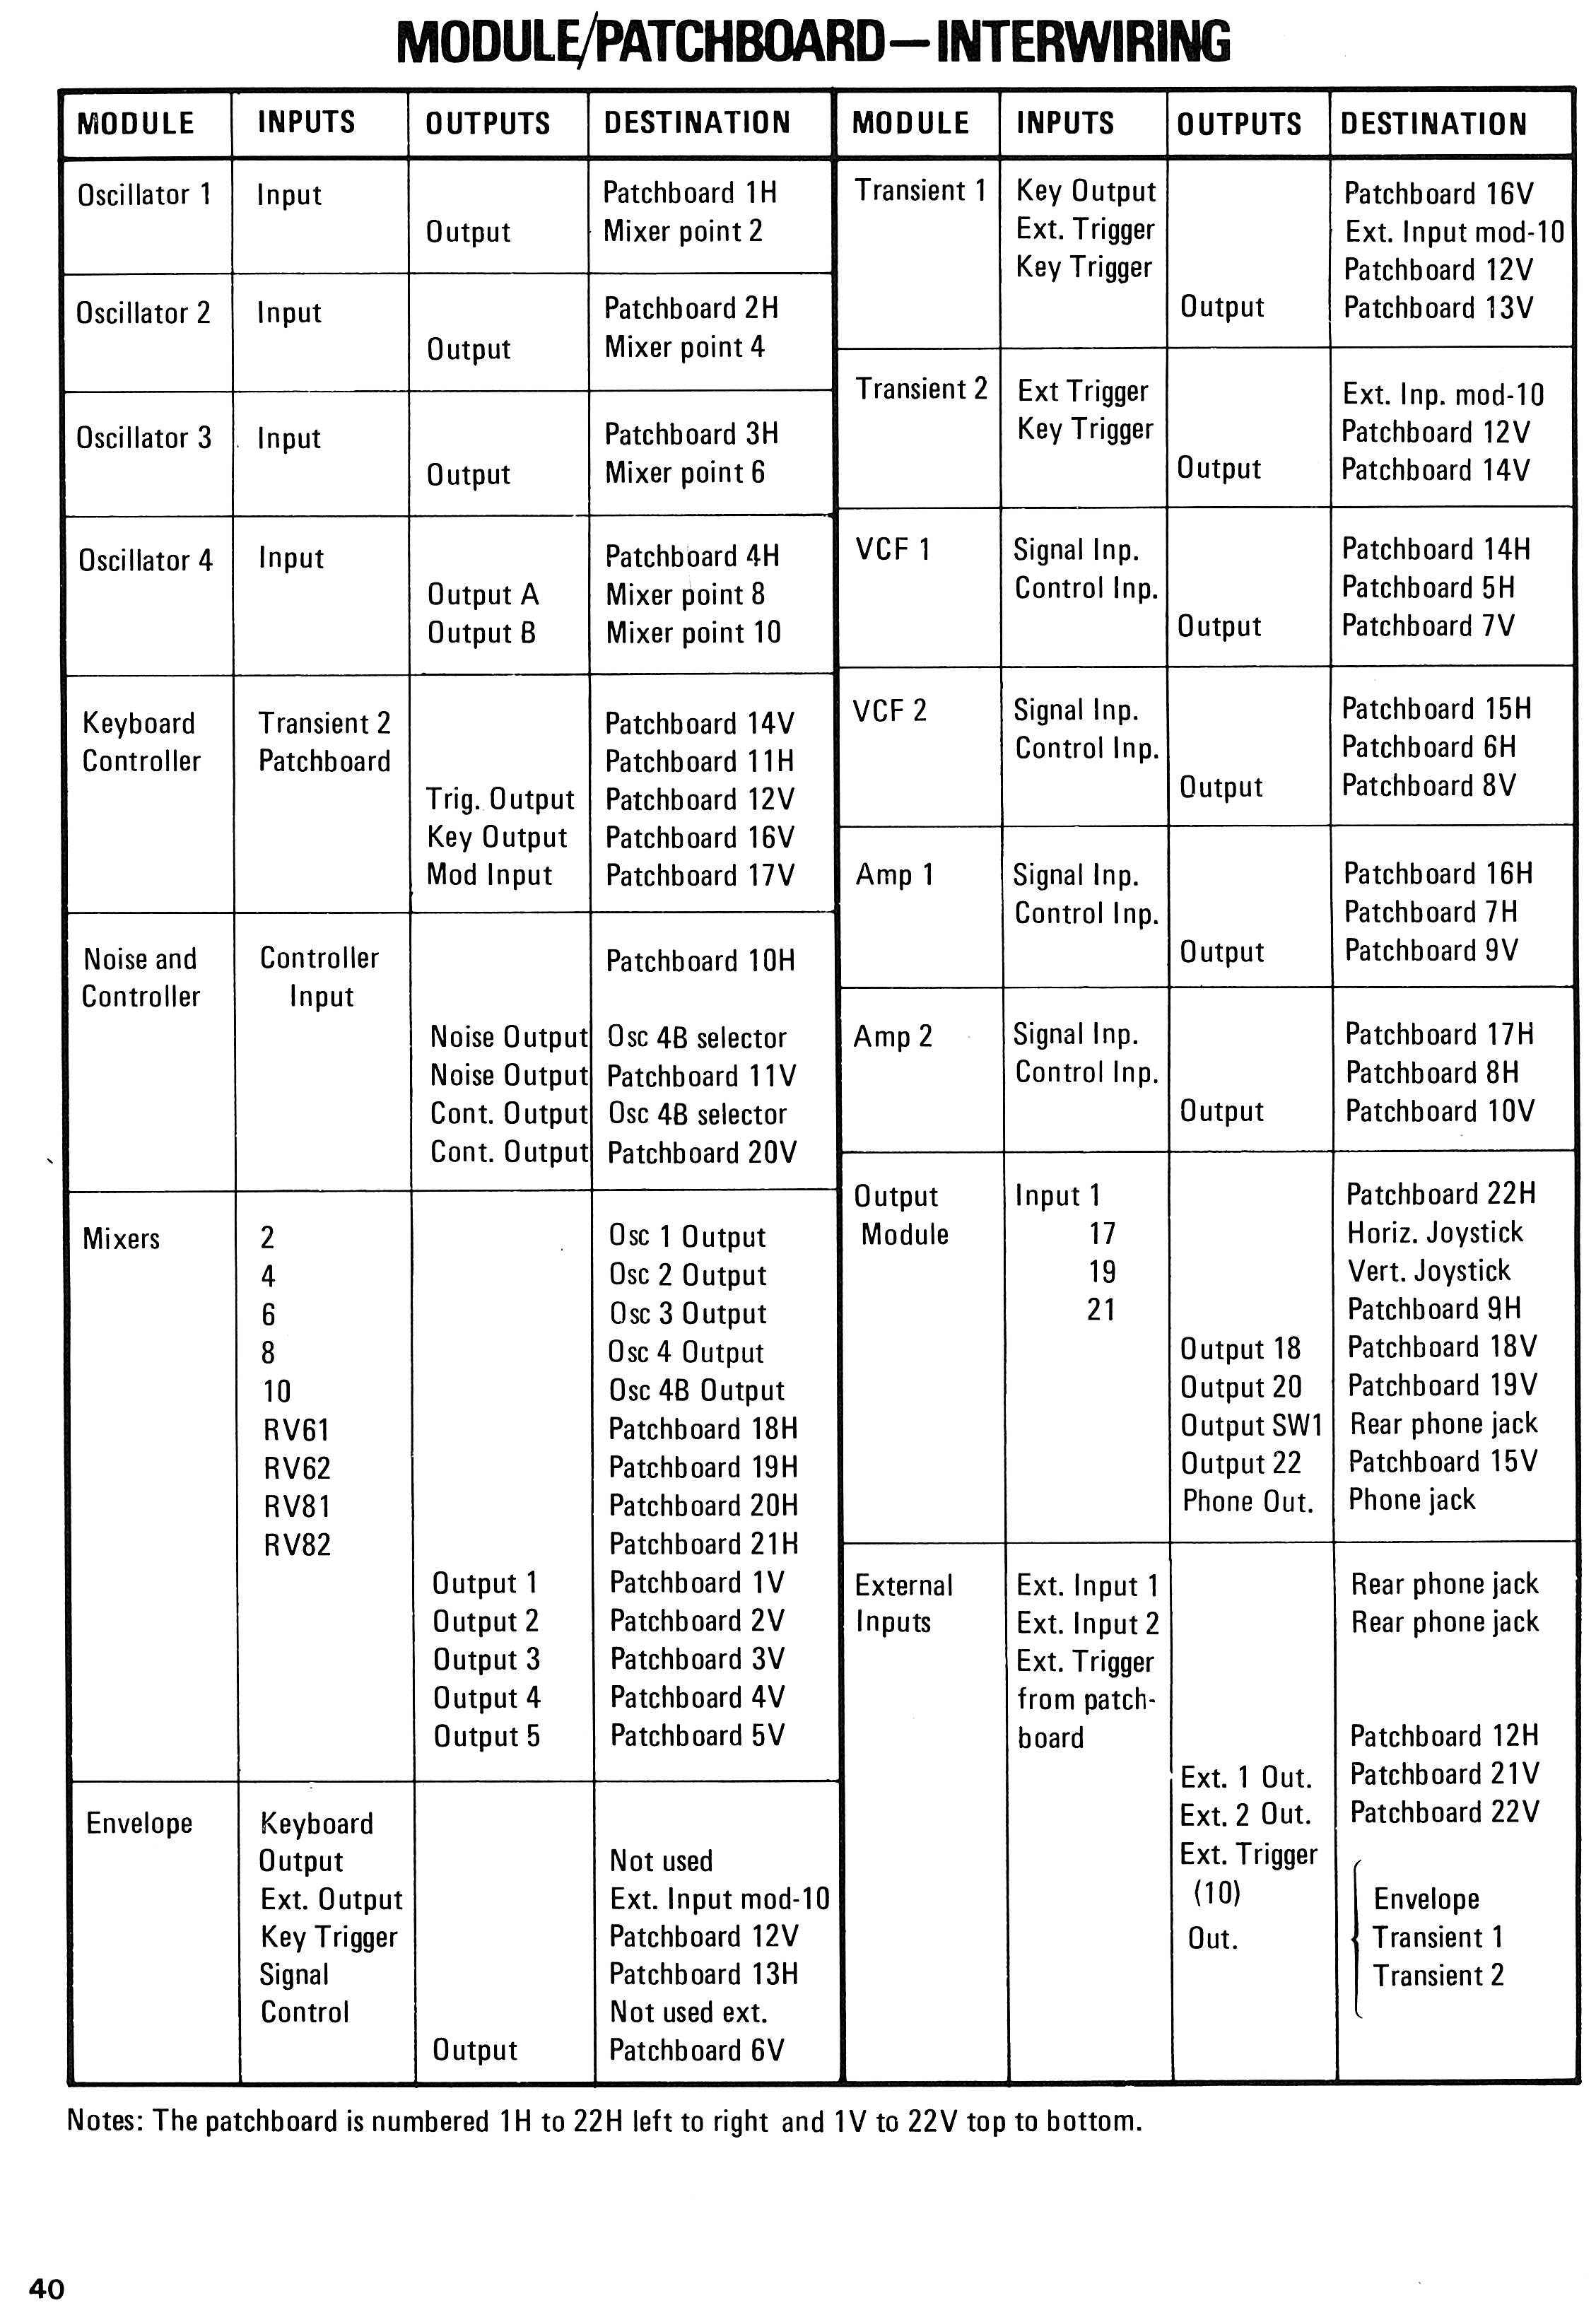 MODULE/PATCHBOARD—INTERWIRING
MODULE INPUTS OUTPUTS DESTINATION
Oscillator 1 Input Patchboard 1H
Output Mixer point 2
Oscillator 2 Input Patchboard 2H
Output Mixer point 4
Oscillator 3 Input Patchboard 3H
Output Mixer point 6
Oscillator 4 Input Patchboard 4H
Output A Mixer point 8
Output B Mixer point 10
Keyboard Transient 2 Patchboard 14V
Controller Patchboard Patchboard 11H
Trig. Output Patchboard 12V
Key Output Patchboard 16V
Mod Input Patchboard 17V
Noise and Controller Patchboard 10H
Controller Input
Noise Output Osc 4B selector
Noise Output Patchboard 11V
Cont. Output Osc 4B selector
Cont. Output Patchboard 20V
Mixers 2 Osc 1 Output
4 Osc 2 Output
6 Osc 3 Output
8 Osc 4 Output
10 Osc 4B Output
RV61 Patchboard 18H
RV62 Patchboard 19H
RV81 Patchboard 20H
RV82 Patchboard 21H
Output 1 Patchboard 1V
Output 2 Patchboard 2V
Output 3 Patchboard 3V
Output 4 Patchboard 4V
Output 5 Patchboard 5V
Envelope Keyboard
Output Not used
Ext. Output Ext. Input mod-10
Key Trigger Patchboard 12V
Signal Patchboard 13H
Control Not used ext.
Output Patchboard 6V
MODULE INPUTS OUTPUTS DESTINATION
Transient 1 Key Output Patchboard 16V
Ext. Trigger Ext. Input mod-10
Key Trigger Patchboard 12V
Output Patchboard 13V
Transient 2 Ext Trigger Ext. Inp. mod-10
Key Trigger Patchboard 12V
Output Patchboard 14V
VCF 1 Signal Inp. Patchboard 14H
Control Inp. Patchboard 5H
Output Patchboard 7V
VCF 2 Signal Inp. Patchboard 15H
Control Inp. Patchboard 6H
Output Patchboard 8V
Amp 1 Signal Inp. Patchboard 16H
Control Inp. Patchboard 7H
Output Patchboard 9V
Amp 2 Signal Inp. Patchboard 17H
Control Inp. Patchboard 8H
Output Patchboard 10V
Output Input 1 Patchboard 22H
Module 17 Horiz. Joystick
19 Vert. Joystick
21 Patchboard 9H
Output 18 Patchboard 18V
Output 20 Patchboard 19V
Output SW1 Rear phone jack
Output 22 Patchboard 15V
Phone Out. Phone jack
External Ext. Input 1 Rear phone jack
Inputs Ext. Input 2 Rear phone jack
Ext. Trigger
from patch-
board Patchboard 12H
Ext. 1 Out. Patchboard 21V
Ext. 2 Out. Patchboard 22V
Ext. Trigger
(10) Envelope
Out. Transient 1
Transient 2
Notes: The patchboard is numbered 1H to 22H left to right and 1V to 22V top to bottom.
40